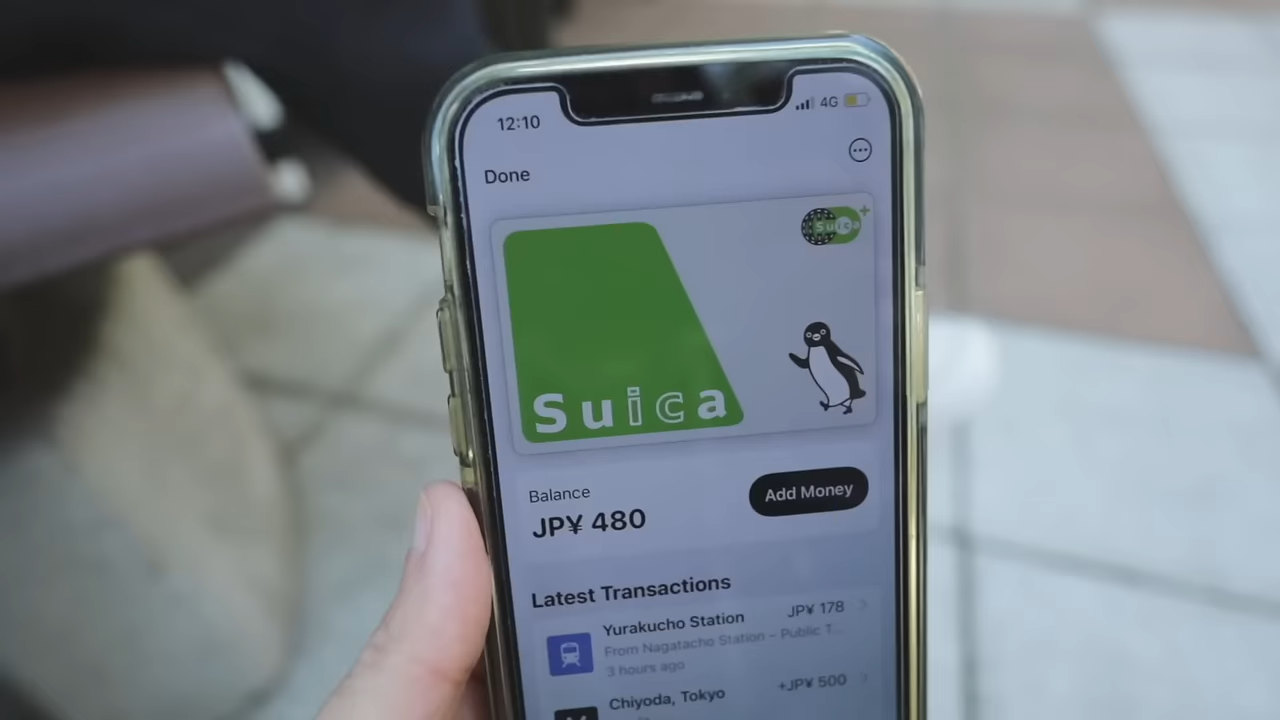 12:10
4G
Done
Suica
Suica
Balance
JP¥ 480
Add Money
Latest Transactions
Yurakucho Station
JP¥ 178
From Nagatacho Station – Public T...
3 hours ago
Chiyoda, Tokyo
+JP¥ 500